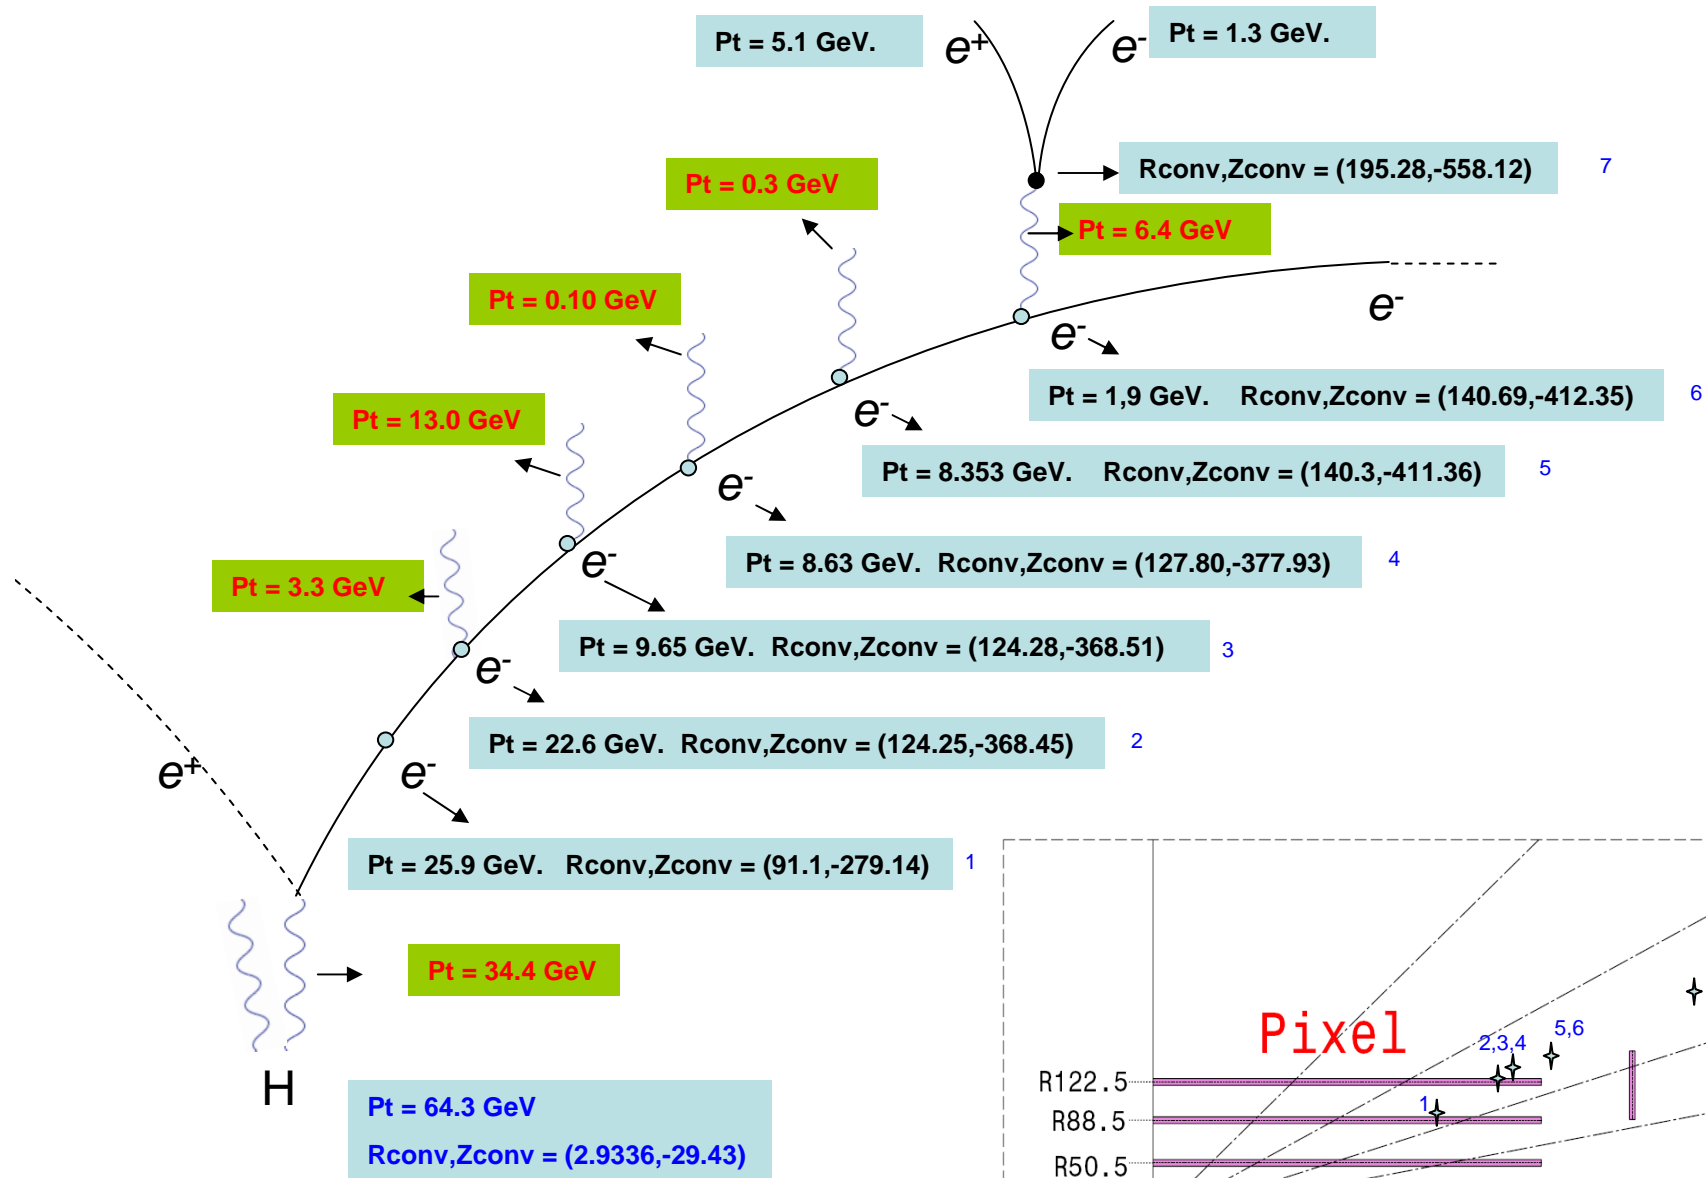 Pt = 5.1 GeV.
e+
e-
Pt = 1.3 GeV.
Rconv,Zconv = (195.28,-558.12)
7
Pt = 0.3 GeV
Pt = 6.4 GeV
Pt = 0.10 GeV
e-
e-
Pt = 1,9 GeV. Rconv,Zconv = (140.69,-412.35)
6
Pt = 13.0 GeV
e-
Pt = 8.353 GeV. Rconv,Zconv = (140.3,-411.36)
5
e-
Pt = 8.63 GeV. Rconv,Zconv = (127.80,-377.93)
4
Pt = 3.3 GeV
e-
Pt = 9.65 GeV. Rconv,Zconv = (124.28,-368.51)
3
e-
Pt = 22.6 GeV. Rconv,Zconv = (124.25,-368.45)
2
e+
e-
Pt = 25.9 GeV. Rconv,Zconv = (91.1,-279.14)
1
Pt = 34.4 GeV
H
Pt = 64.3 GeV
Rconv,Zconv = (2.9336,-29.43)
Pixel
5,6
2,3,4
R122.5
1
R88.5
R50.5